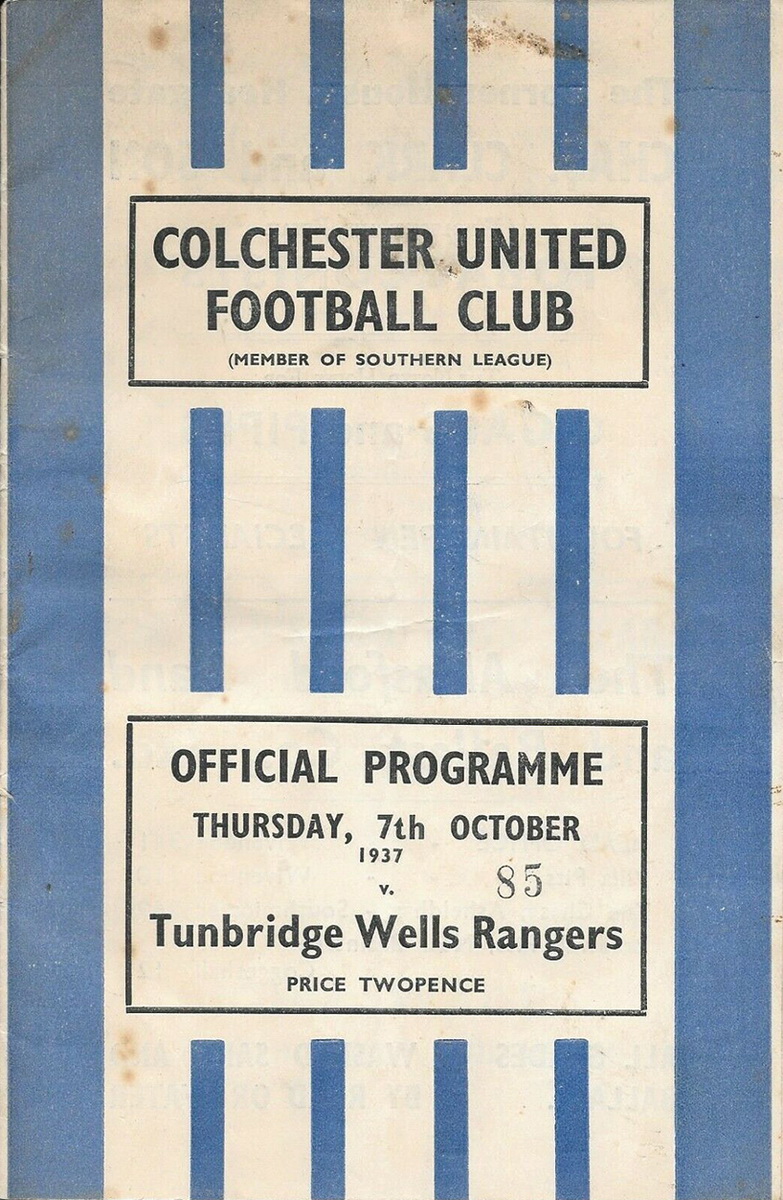 COLCHESTER UNITED
FOOTBALL CLUB
(MEMBER OF SOUTHERN LEAGUE)
OFFICIAL PROGRAMME
THURSDAY, 7th OCTOBER
1937
v.
85
Tunbridge Wells Rangers
PRICE TWOPENCE